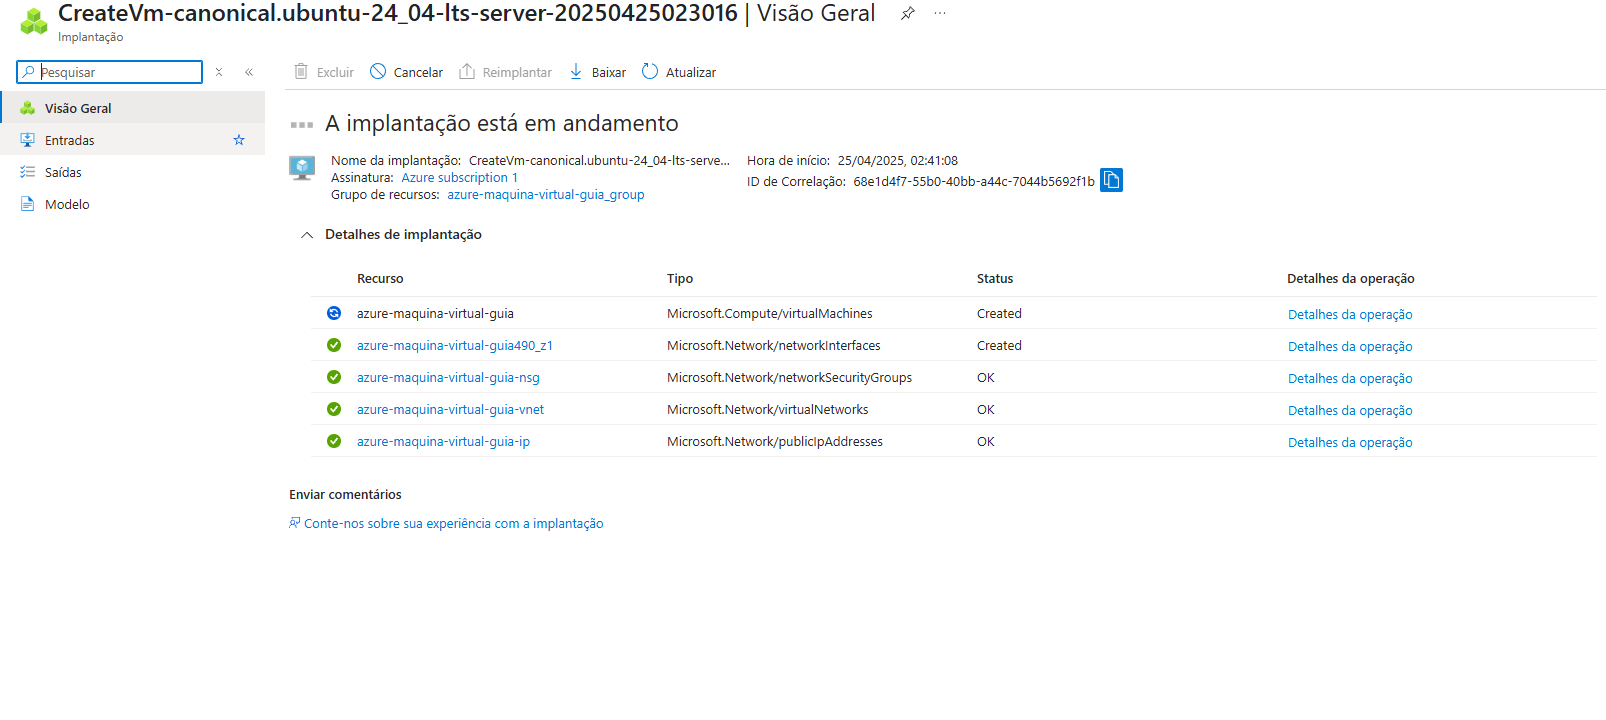 CreateVm-canonical.ubuntu-24_04-lts-server-20250425023016 | Visão Geral
Implantação
Pesquisar
Excluir Cancelar Reimplantar Baixar Atualizar
Visão Geral
Entradas
Saídas
Modelo
A implantação está em andamento
Nome da implantação: CreateVm-canonical.ubuntu-24_04-lts-serve...
Assinatura: Azure subscription 1
Grupo de recursos: azure-maquina-virtual-guia_group
Hora de início: 25/04/2025, 02:41:08
ID de Correlação: 68e1d4f7-55b0-40bb-a44c-7044b5692f1b
Detalhes de implantação
Recurso Tipo Status Detalhes da operação
azure-maquina-virtual-guia Microsoft.Compute/virtualMachines Created Detalhes da operação
azure-maquina-virtual-guia490_z1 Microsoft.Network/networkInterfaces Created Detalhes da operação
azure-maquina-virtual-guia-nsg Microsoft.Network/networkSecurityGroups OK Detalhes da operação
azure-maquina-virtual-guia-vnet Microsoft.Network/virtualNetworks OK Detalhes da operação
azure-maquina-virtual-guia-ip Microsoft.Network/publicIpAddresses OK Detalhes da operação
Enviar comentários
Conte-nos sobre sua experiência com a implantação